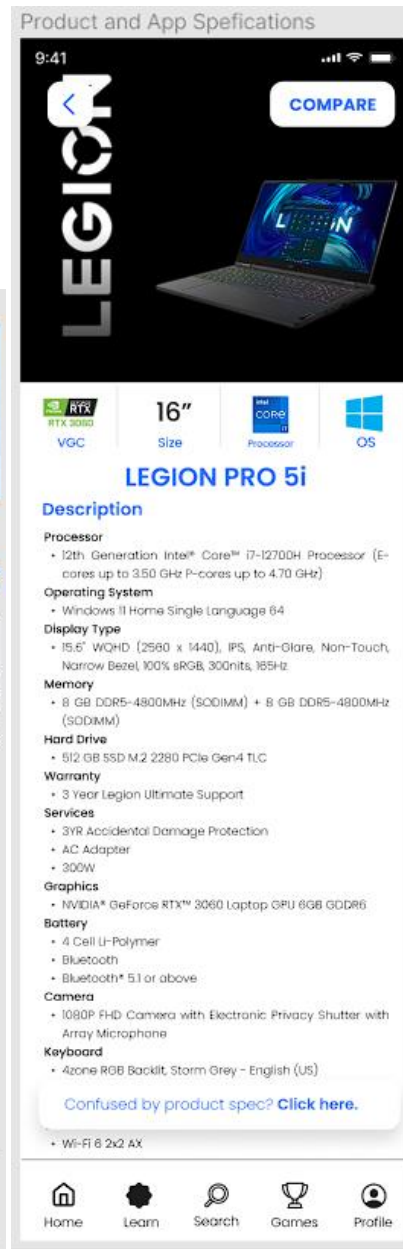 Product and App Spefications
9:41
COMPARE
LEGION
LEGION
RTX
RTX 3060
16”
intel
CORE
i7
VGC
Size
Processor
OS
LEGION PRO 5i
Description
Processor
• 12th Generation Intel® Core™ i7-12700H Processor (E-
cores up to 3.50 GHz P-cores up to 4.70 GHz)
Operating System
• Windows 11 Home Single Language 64
Display Type
• 15.6" WQHD (2560 x 1440), IPS, Anti-Glare, Non-Touch,
Narrow Bezel, 100% sRGB, 300nits, 165Hz
Memory
• 8 GB DDR5-4800MHz (SODIMM) + 8 GB DDR5-4800MHz
(SODIMM)
Hard Drive
• 512 GB SSD M.2 2280 PCIe Gen4 TLC
Warranty
• 3 Year Legion Ultimate Support
Services
• 3YR Accidental Damage Protection
• AC Adapter
• 300W
Graphics
• NVIDIA® GeForce RTX™ 3060 Laptop GPU 6GB GDDR6
Battery
• 4 Cell Li-Polymer
• Bluetooth
• Bluetooth® 5.1 or above
Camera
• 1080P FHD Camera with Electronic Privacy Shutter with
Array Microphone
Keyboard
• 4zone RGB Backlit, Storm Grey - English (US)
Confused by product spec? Click here.
• Wi-Fi 6 2x2 AX
Home
Learn
Search
Games
Profile